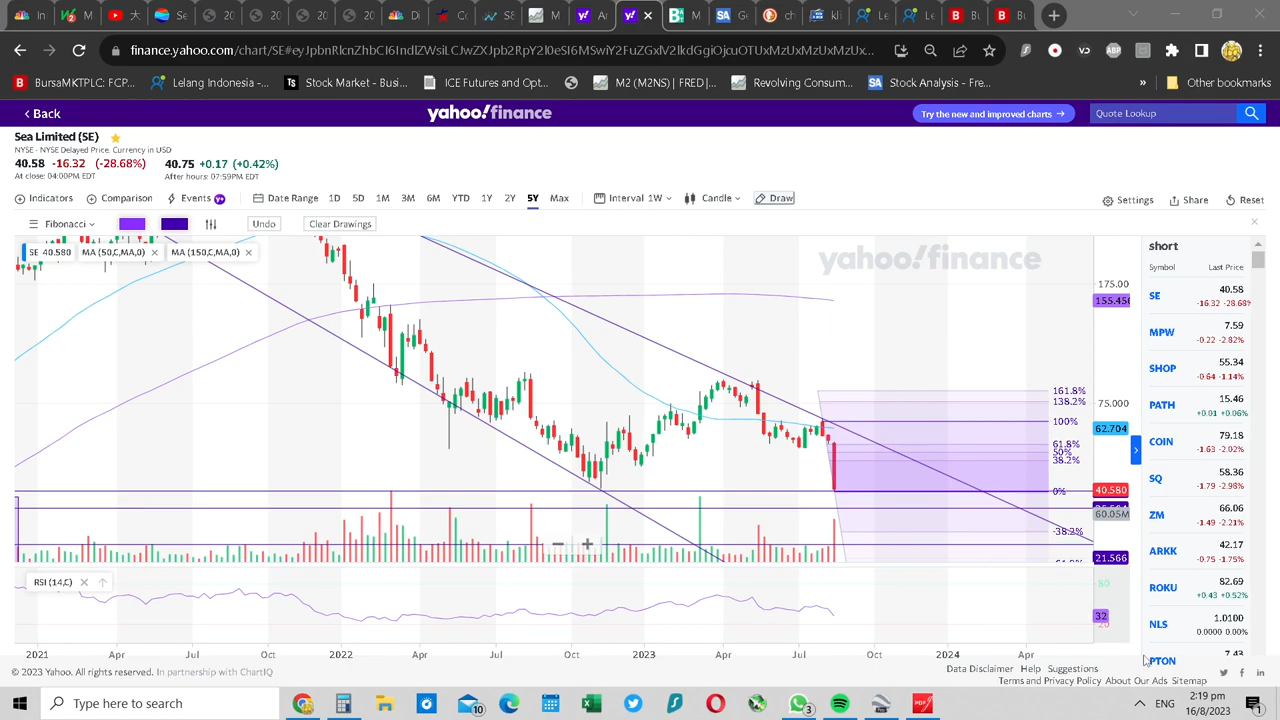 finance.yahoo.com/chart/SE#eyJpbnRlcnZhbCI6IndlZWsiLCJwZXJpb2RpY2l0eSI6MSwiY2FuZGxlV2lkdGgiOjcuOTUxMzUxMzUxMzUxMzUx...
BursaMKTPLC: FCP... Lelang Indonesia -... Stock Market - Busi... ICE Futures and Opt... M2 (M2NS) | FRED |... Revolving Consu... Stock Analysis - Fre... » Other bookmarks
< Back yahoo!finance Try the new and improved charts → Quote Lookup
Sea Limited (SE)
NYSE - NYSE Delayed Price. Currency in USD
40.58 -16.32 (-28.68%) 40.75 +0.17 (+0.42%)
At close: 04:00PM EDT After hours: 07:59PM EDT
Indicators Comparison Events Date Range 1D 5D 1M 3M 6M YTD 1Y 2Y 5Y Max Interval 1W Candle Draw Settings Share Reset
Fibonacci Undo Clear Drawings
SE 40.580 MA (50,C,MA,0) MA (150,C,MA,0)
yahoo!finance
175.00
155.450
161.8%
138.2%
75.000
100%
62.704
61.8%
50%
38.2%
0%
40.580
60.05M
-38.2%
21.566
RSI (14,C)
80
32
20
2021 Apr Jul Oct 2022 Apr Jul Oct 2023 Apr Jul Oct 2024 Apr
short
Symbol Last Price
SE 40.58
-16.32 -28.68%
MPW 7.59
-0.22 -2.82%
SHOP 55.34
-0.64 -1.14%
PATH 15.46
+0.01 +0.06%
COIN 79.18
-1.63 -2.02%
SQ 58.36
-1.79 -2.98%
ZM 66.06
-1.49 -2.21%
ARKK 42.17
-0.75 -1.75%
ROKU 82.69
+0.43 +0.52%
NLS 1.0100
0.0000 0.00%
PTON 7.43
© 2023 Yahoo. All rights reserved. In partnership with ChartIQ
Data Disclaimer Help Suggestions
Terms and Privacy Policy About Our Ads Sitemap
Type here to search
10
3
ENG
2:19 pm
16/8/2023
1